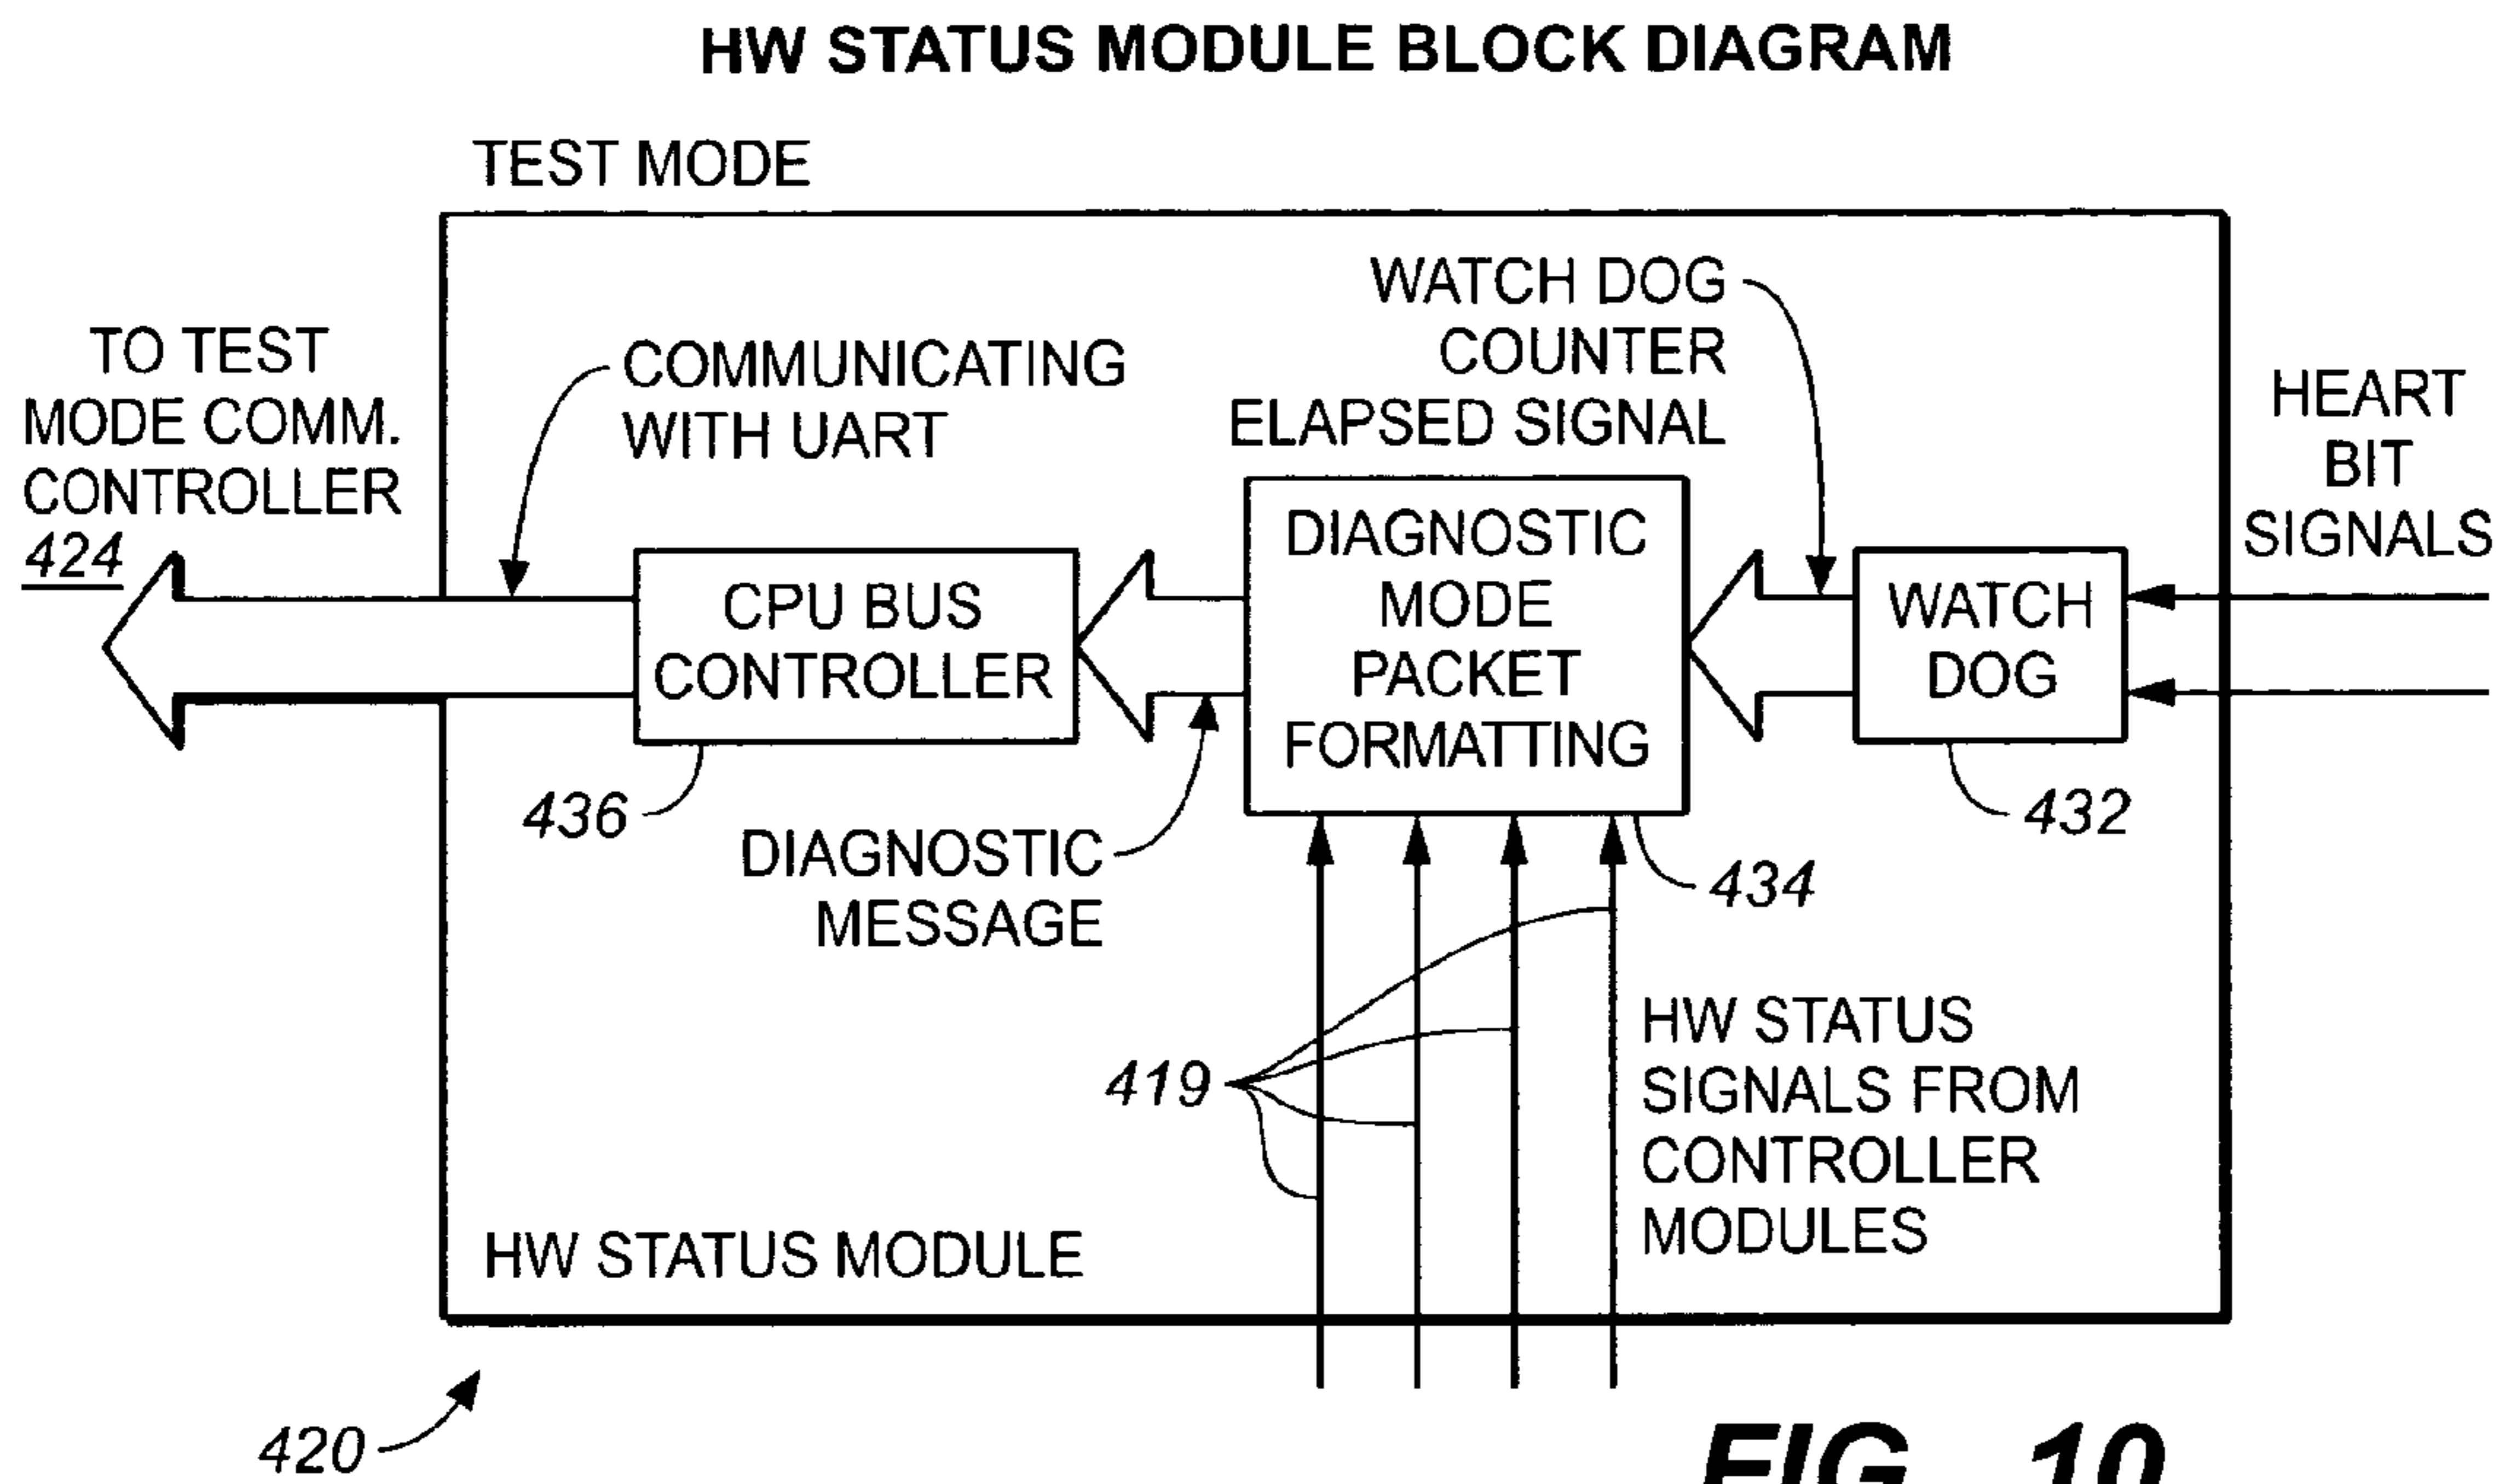 HW STATUS MODULE BLOCK DIAGRAM
TEST MODE
TO TEST
MODE COMM.
CONTROLLER
424
COMMUNICATING
WITH UART
WATCH DOG
COUNTER
ELAPSED SIGNAL
HEART
BIT
SIGNALS
CPU BUS
CONTROLLER
DIAGNOSTIC
MODE
PACKET
FORMATTING
WATCH
DOG
436
DIAGNOSTIC
MESSAGE
434
432
419
HW STATUS
SIGNALS FROM
CONTROLLER
MODULES
HW STATUS MODULE
420
FIG. 10